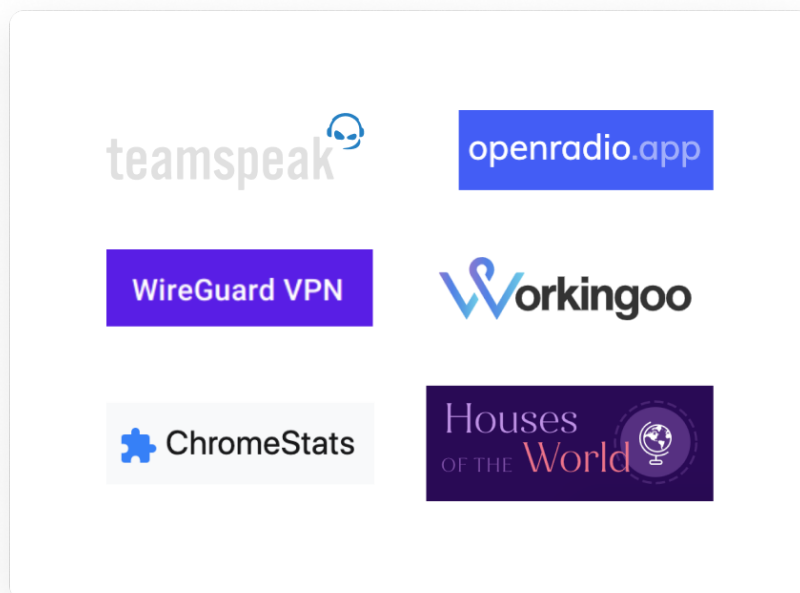 teamspeak
openradio.app
WireGuard VPN
Workingoo
ChromeStats
Houses
OF THE World